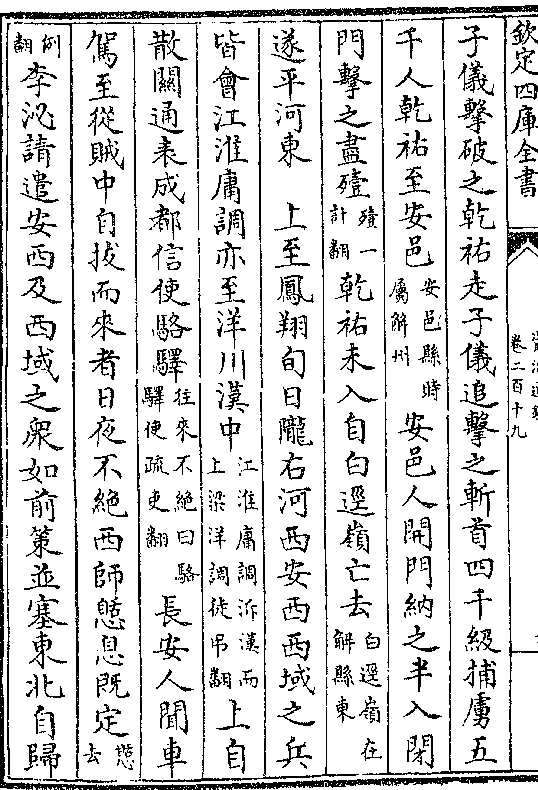 欽定四庫全書
卷二百十九
子儀擊破之乾祐走子儀追擊之斬首四千級捕虜五
千人乾祐至安邑安邑縣時屬解州安邑人開門納之半入閉
門擊之盡殪殪一計翻乾祐未入自白逕嶺亡去白逕嶺在解縣東
遂平河東　上至鳳翔旬日隴右河西安西西域之兵
皆會江淮庸調亦至洋川漢中江淮庸調泝漢而上梁洋調徒弔翻上自
散關通表成都信使駱驛往來不絕曰駱驛使疏吏翻長安人聞車
駕至從賊中自拔而來者日夜不絕西師憩息既定憩去
例翻李泌請遣安西及西域之衆如前策並塞東北自歸